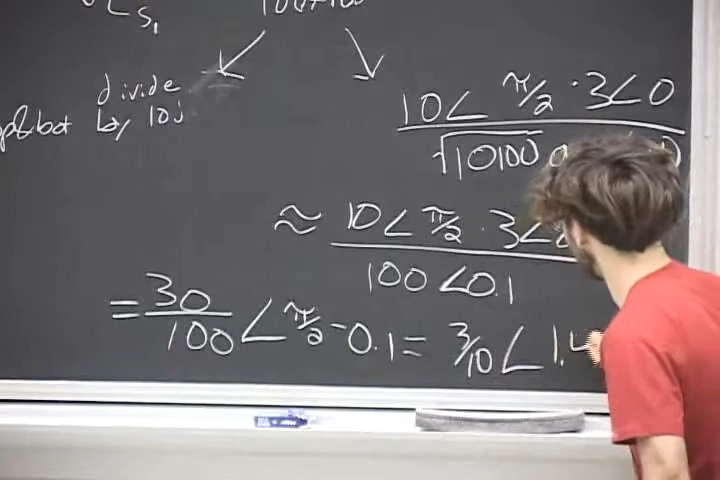 divide
by 10j
10∠ π/2 · 3∠0
√10100
≈ 10∠ π/2 · 3∠
100∠0.1
= 30/100 ∠ π/2 - 0.1 = 3/10 ∠ 1.4